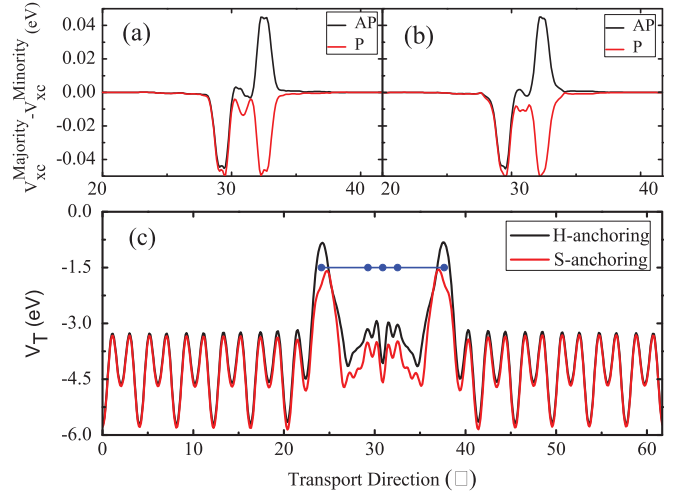 V_xc^Majority-V_xc^Minority (eV)
0.04
0.02
0.00
-0.02
-0.04
(a)
AP
P
(b)
AP
P
20
30
40
20
30
40
0.0
-1.5
-3.0
-4.5
-6.0
V_T (eV)
(c)
H-anchoring
S-anchoring
0
10
20
30
40
50
60
Transport Direction (□)